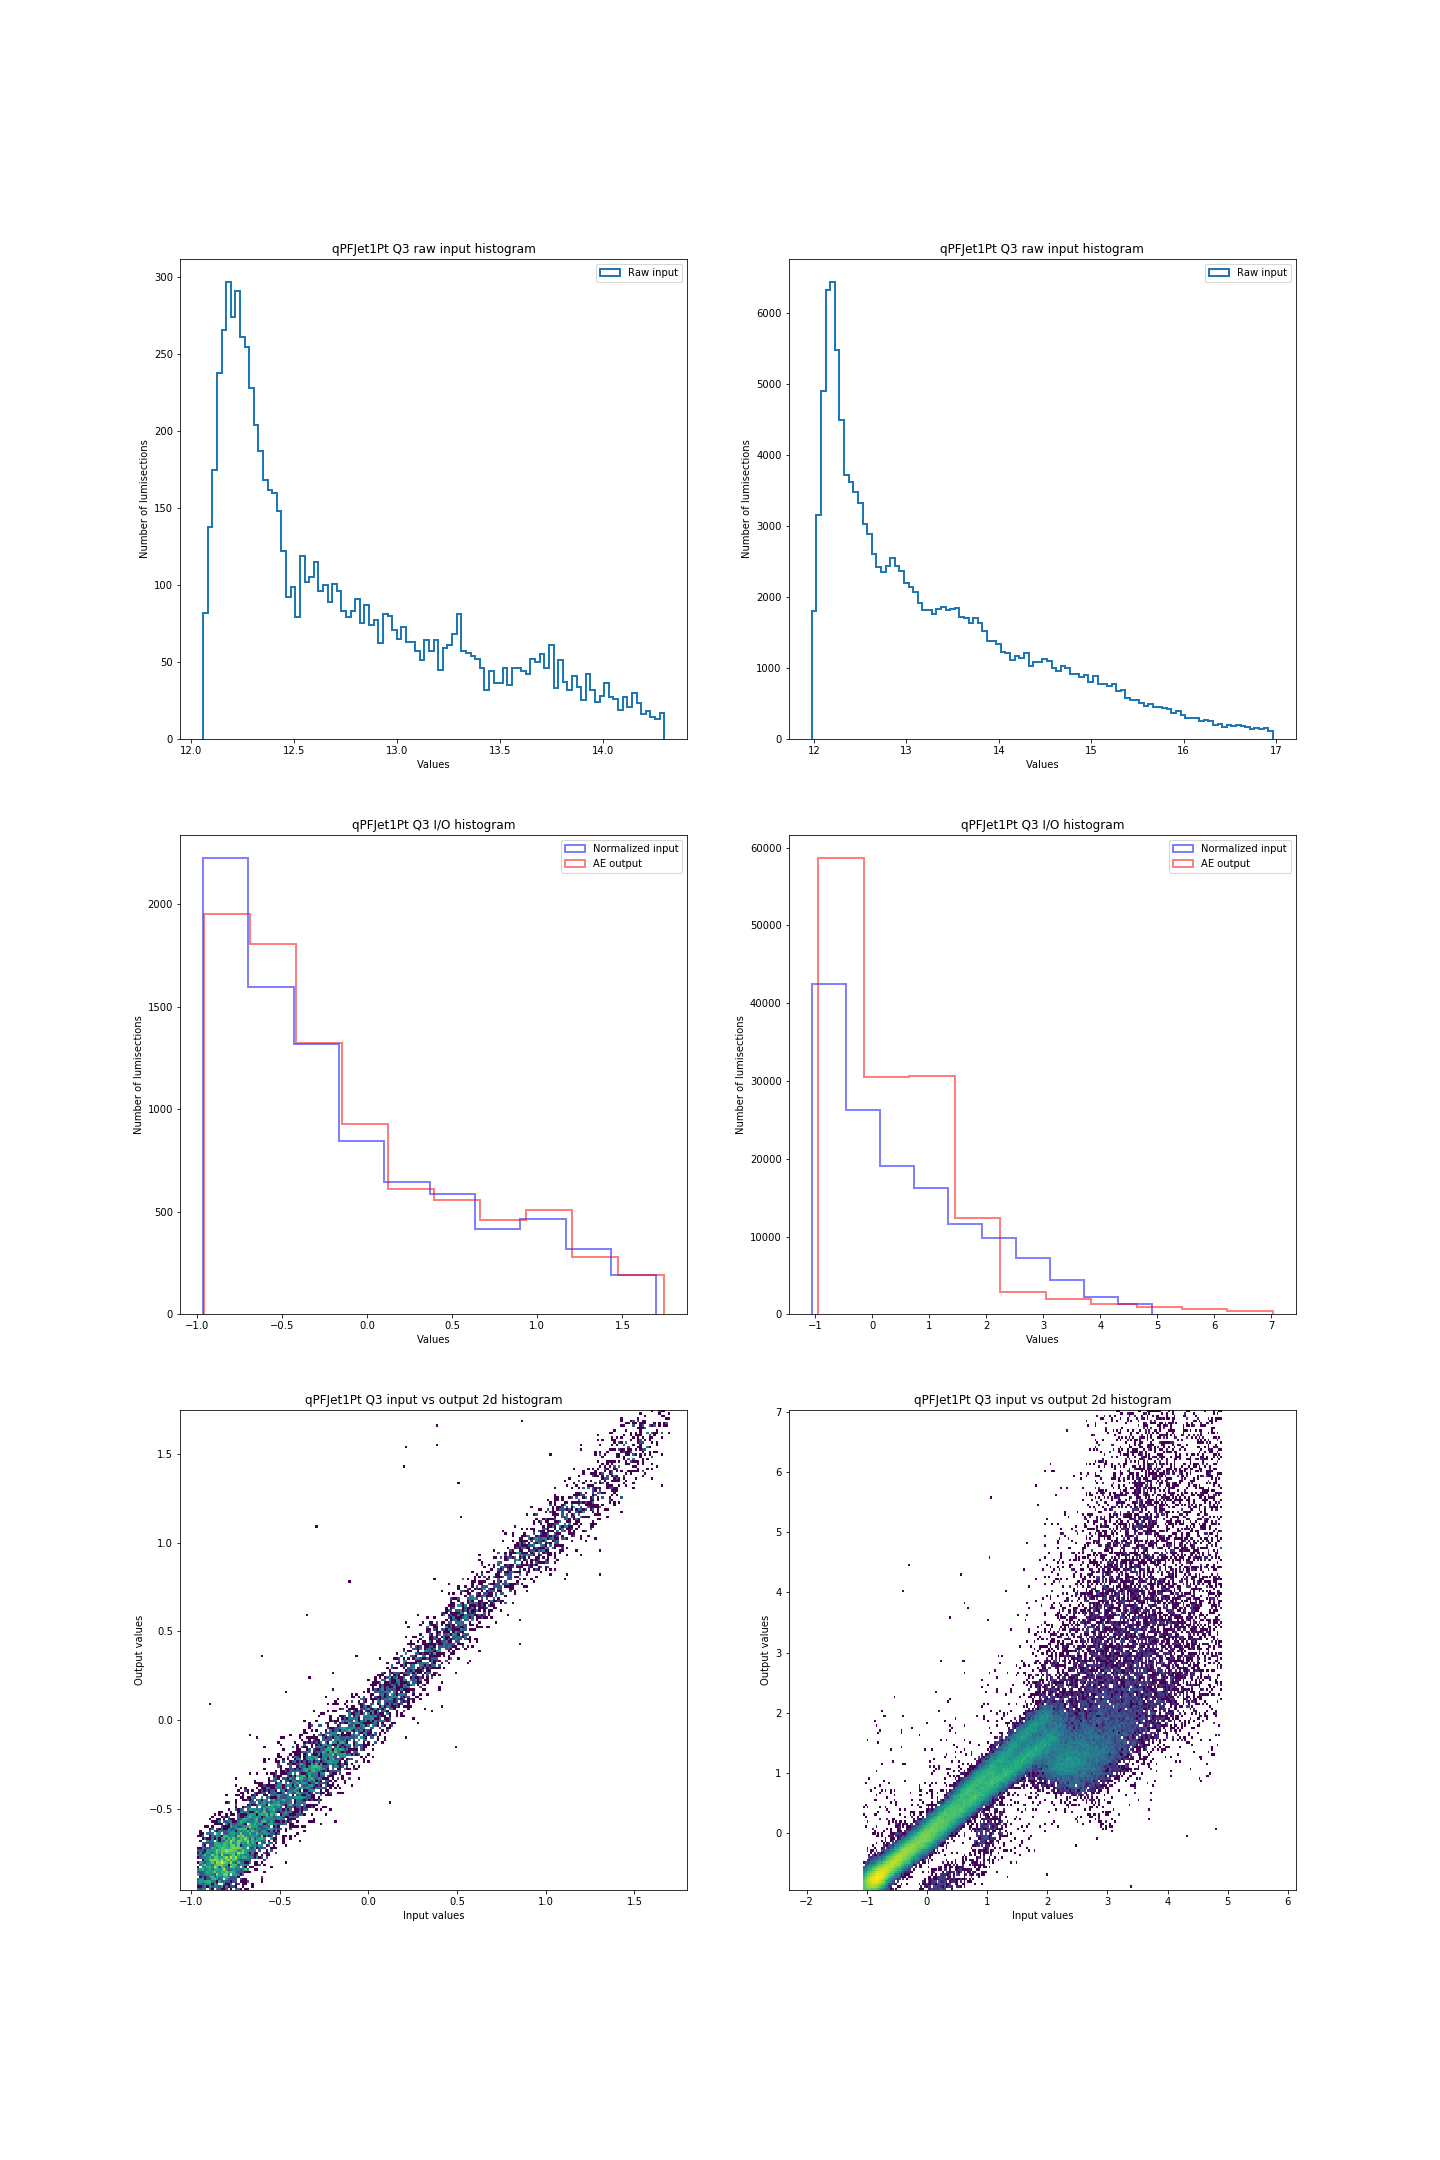 qPFJet1Pt Q3 raw input histogram
Raw input
300
250
200
150
100
50
0
Number of lumisections
12.0 12.5 13.0 13.5 14.0
Values
qPFJet1Pt Q3 raw input histogram
Raw input
6000
5000
4000
3000
2000
1000
0
Number of lumisections
12 13 14 15 16 17
Values
qPFJet1Pt Q3 I/O histogram
Normalized input
AE output
2000
1500
1000
500
0
Number of lumisections
−1.0 −0.5 0.0 0.5 1.0 1.5
Values
qPFJet1Pt Q3 I/O histogram
Normalized input
AE output
60000
50000
40000
30000
20000
10000
0
Number of lumisections
−1 0 1 2 3 4 5 6 7
Values
qPFJet1Pt Q3 input vs output 2d histogram
1.5
1.0
0.5
0.0
−0.5
Output values
−1.0 −0.5 0.0 0.5 1.0 1.5
Input values
qPFJet1Pt Q3 input vs output 2d histogram
7
6
5
4
3
2
1
0
Output values
−2 −1 0 1 2 3 4 5 6
Input values